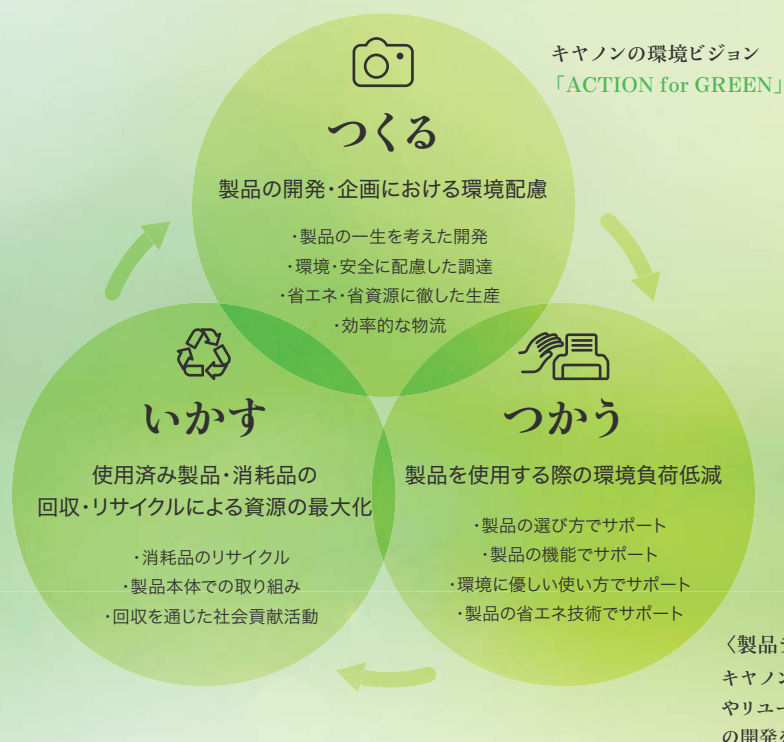 キヤノンの環境ビジョン
「ACTION for GREEN」
つくる
製品の開発・企画における環境配慮
・製品の一生を考えた開発
・環境・安全に配慮した調達
・省エネ・省資源に徹した生産
・効率的な物流
いかす
使用済み製品・消耗品の
回収・リサイクルによる資源の最大化
・消耗品のリサイクル
・製品本体での取り組み
・回収を通じた社会貢献活動
つかう
製品を使用する際の環境負荷低減
・製品の選び方でサポート
・製品の機能でサポート
・環境に優しい使い方でサポート
・製品の省エネ技術でサポート
〈製品
キヤノン
やリユー
の開発